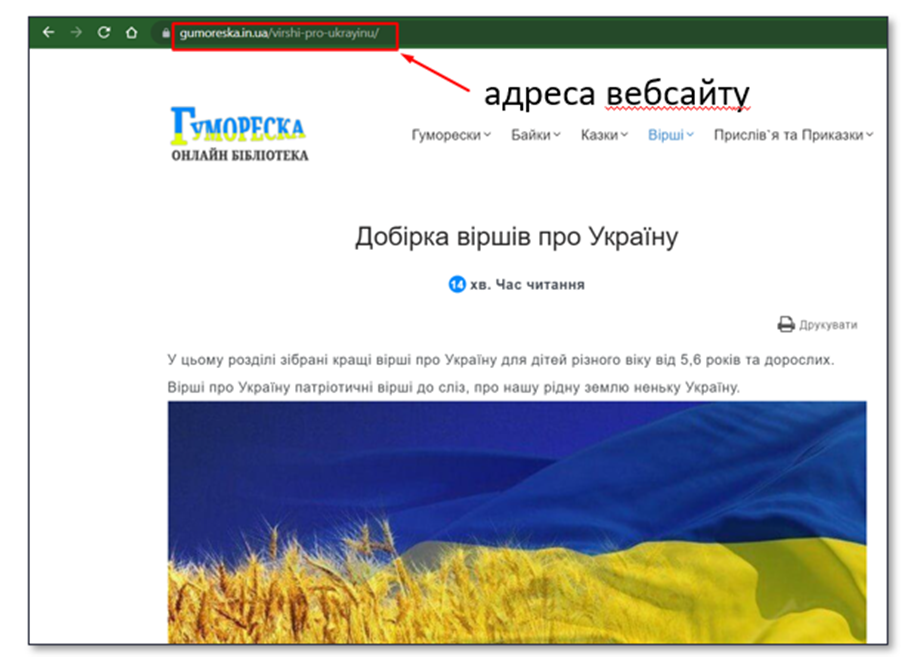 gumoreska.in.ua/virshi-pro-ukrayinu/
адреса вебсайту
ГУМОРЕСКА
ОНЛАЙН БІБЛІОТЕКА
Гуморески Байки Казки Вірші Прислів`я та Приказки
Добірка віршів про Україну
14 хв. Час читання
Друкувати
У цьому розділі зібрані кращі вірші про Україну для дітей різного віку від 5,6 років та дорослих.
Вірші про Україну патріотичні вірші до сліз, про нашу рідну землю неньку Україну.